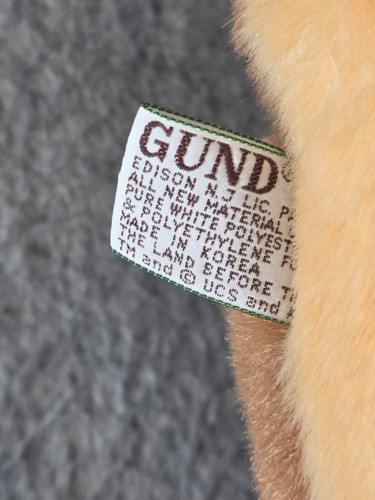 GUND®
EDISON N.J. LIC. P
ALL NEW MATERIAL
PURE WHITE POLYEST
& POLYETHYLENE F
MADE IN KOREA
THE LAND BEFORE T
TM and © UCS and